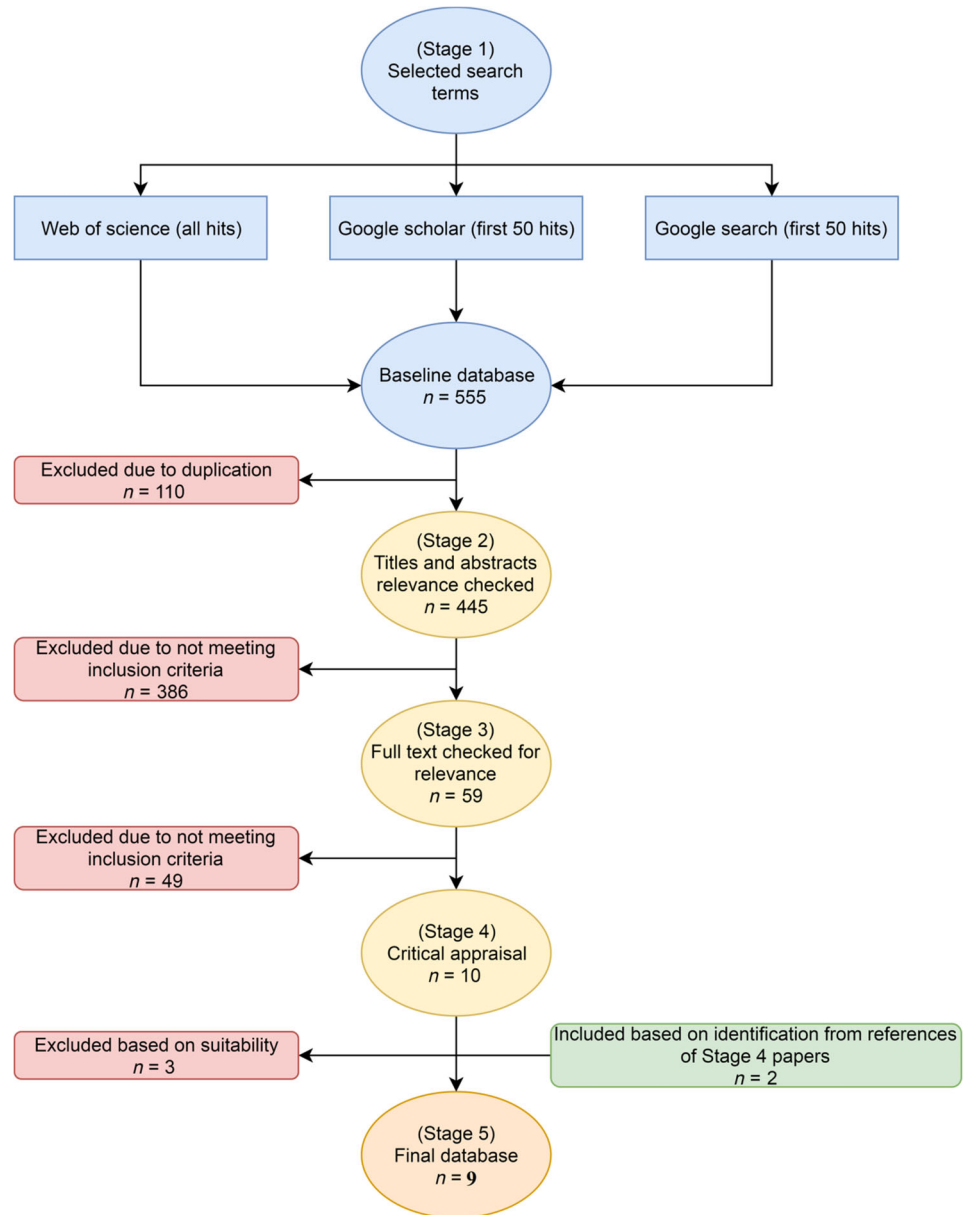 (Stage 1)
Selected search
terms
Web of science (all hits)
Google scholar (first 50 hits)
Google search (first 50 hits)
Baseline database
n = 555
Excluded due to duplication
n = 110
(Stage 2)
Titles and abstracts
relevance checked
n = 445
Excluded due to not meeting
inclusion criteria
n = 386
(Stage 3)
Full text checked for
relevance
n = 59
Excluded due to not meeting
inclusion criteria
n = 49
(Stage 4)
Critical appraisal
n = 10
Excluded based on suitability
n = 3
Included based on identification from references
of Stage 4 papers
n = 2
(Stage 5)
Final database
n = 9